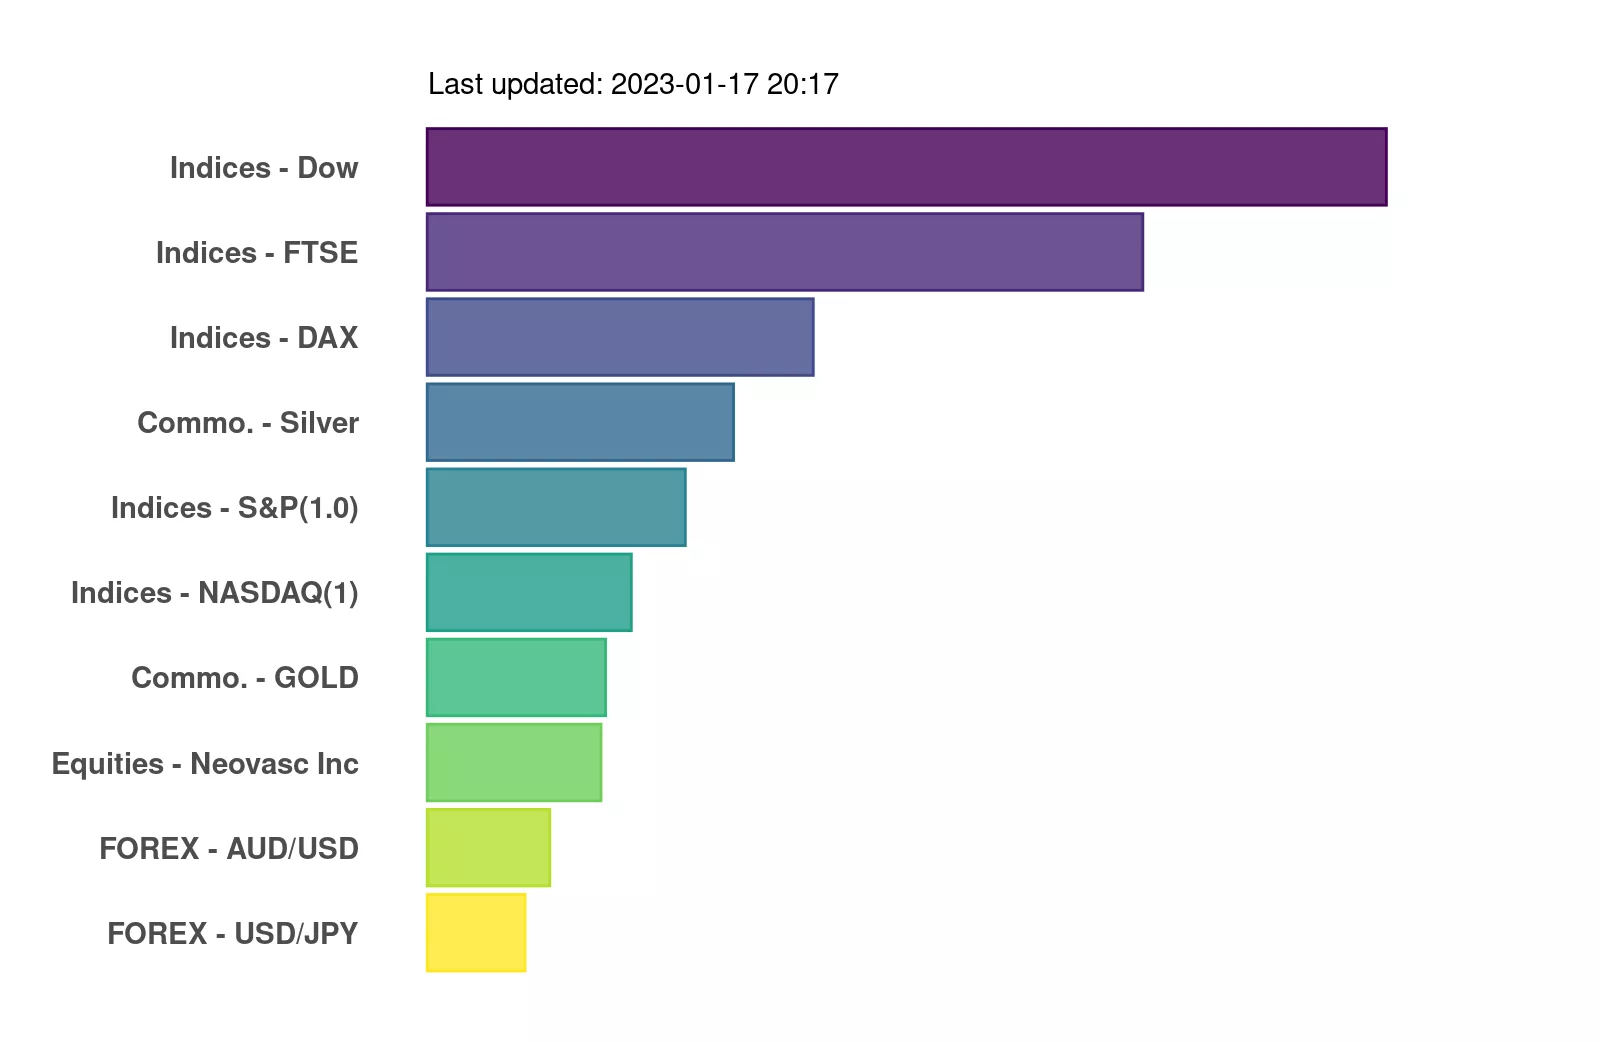 Last updated: 2023-01-17 20:17
Indices - Dow
Indices - FTSE
Indices - DAX
Commo. - Silver
Indices - S&P(1.0)
Indices - NASDAQ(1)
Commo. - GOLD
Equities - Neovasc Inc
FOREX - AUD/USD
FOREX - USD/JPY